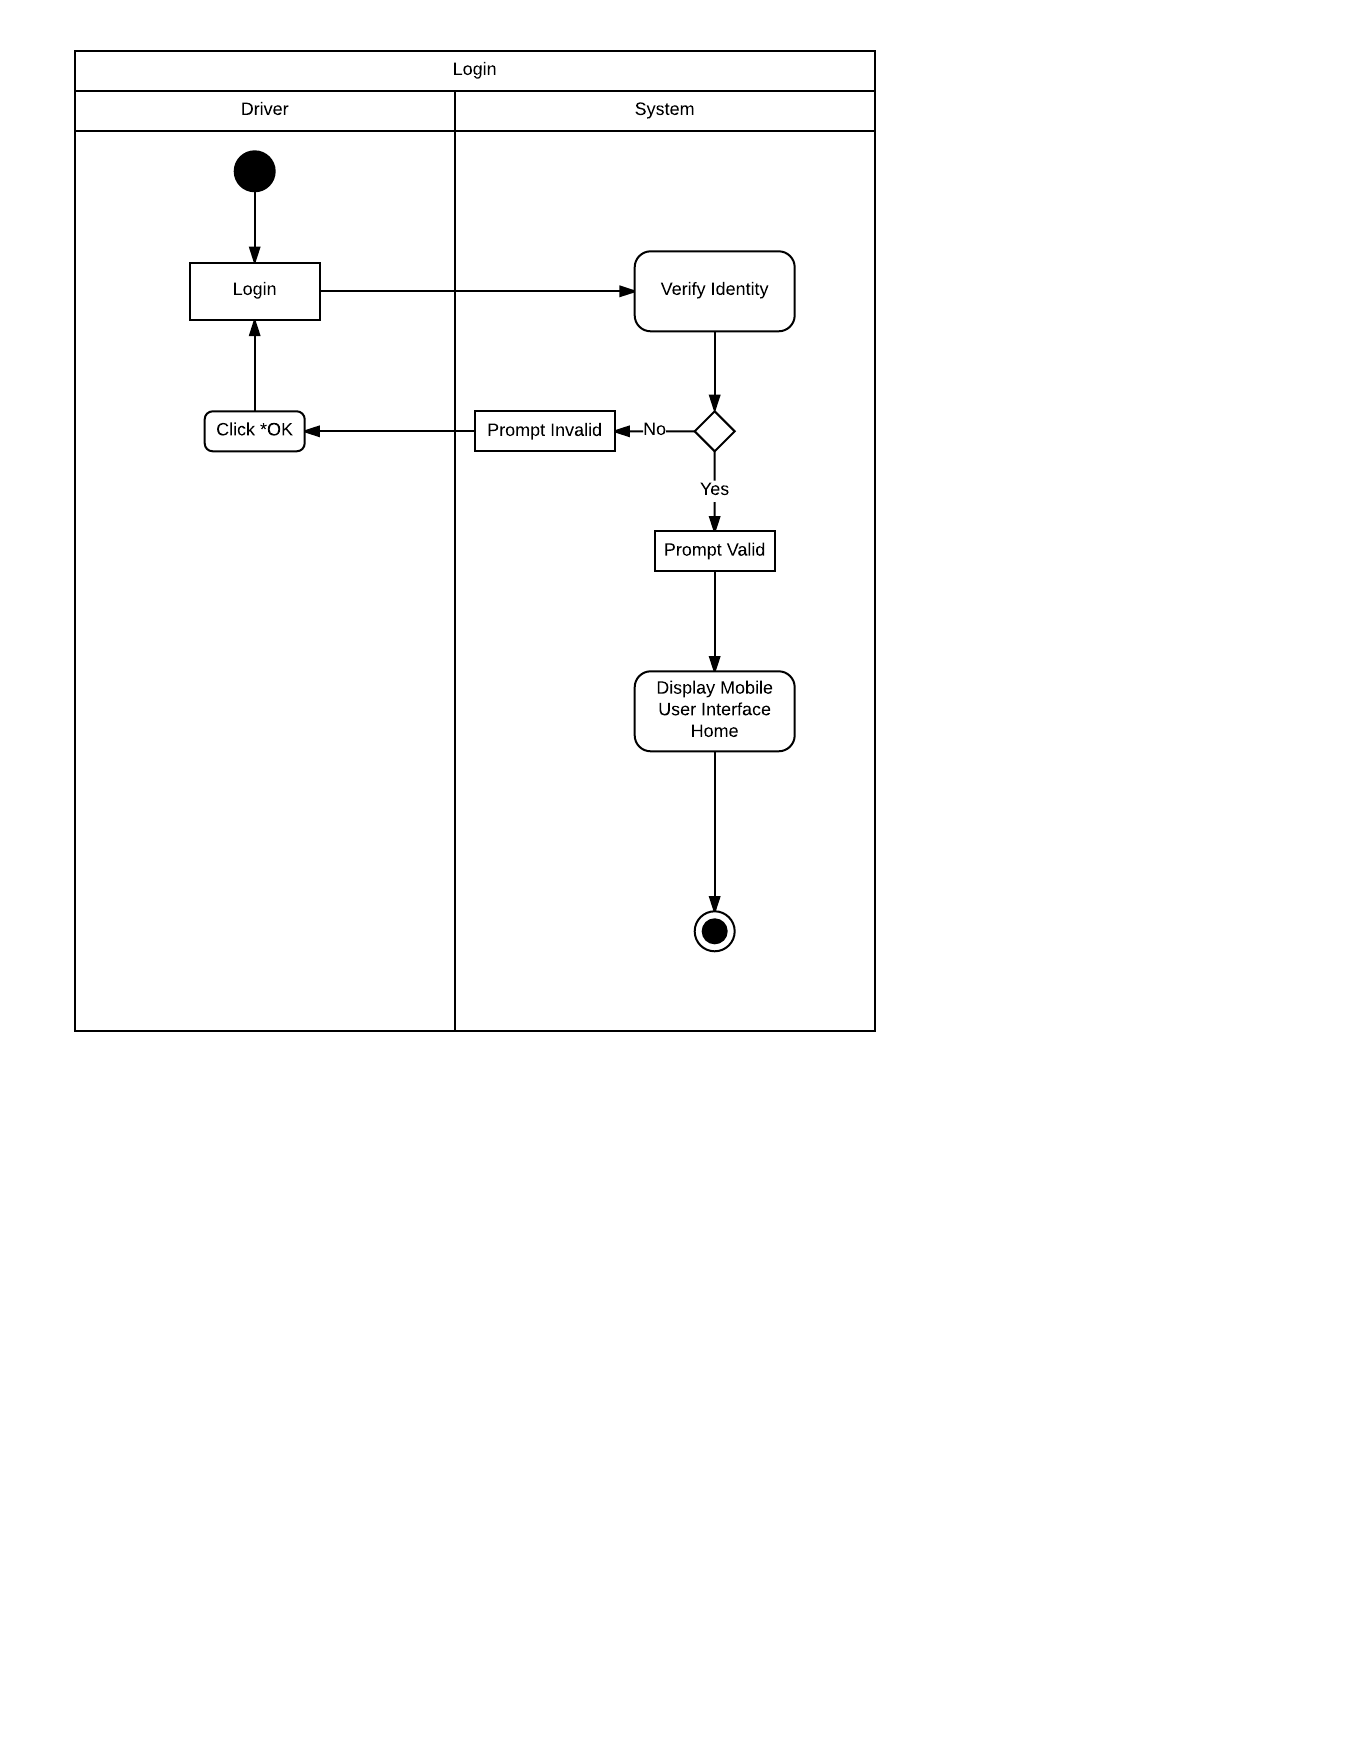 Login
Driver
System
Login
Verify Identity
Click *OK
Prompt Invalid
No
Yes
Prompt Valid
Display Mobile
User Interface
Home